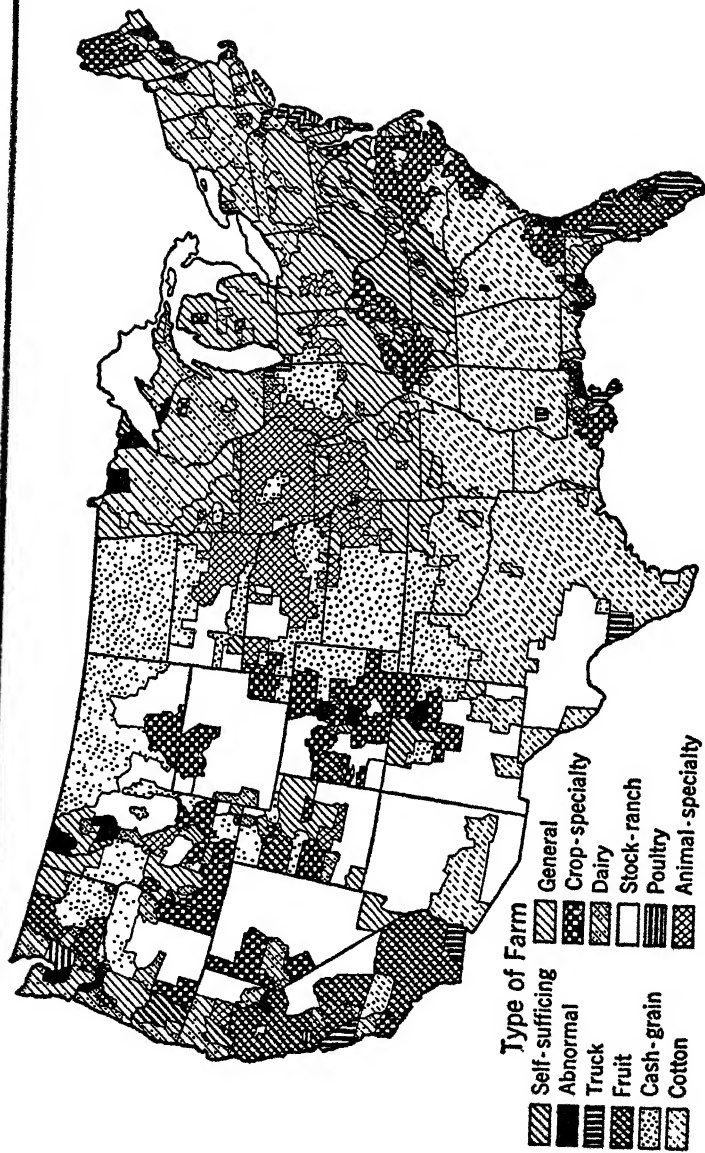 Type of Farm
Self-sufficing
Abnormal
Truck
Fruit
Cash-grain
Cotton
General
Crop-specialty
Dairy
Stock-ranch
Poultry
Animal-specialty